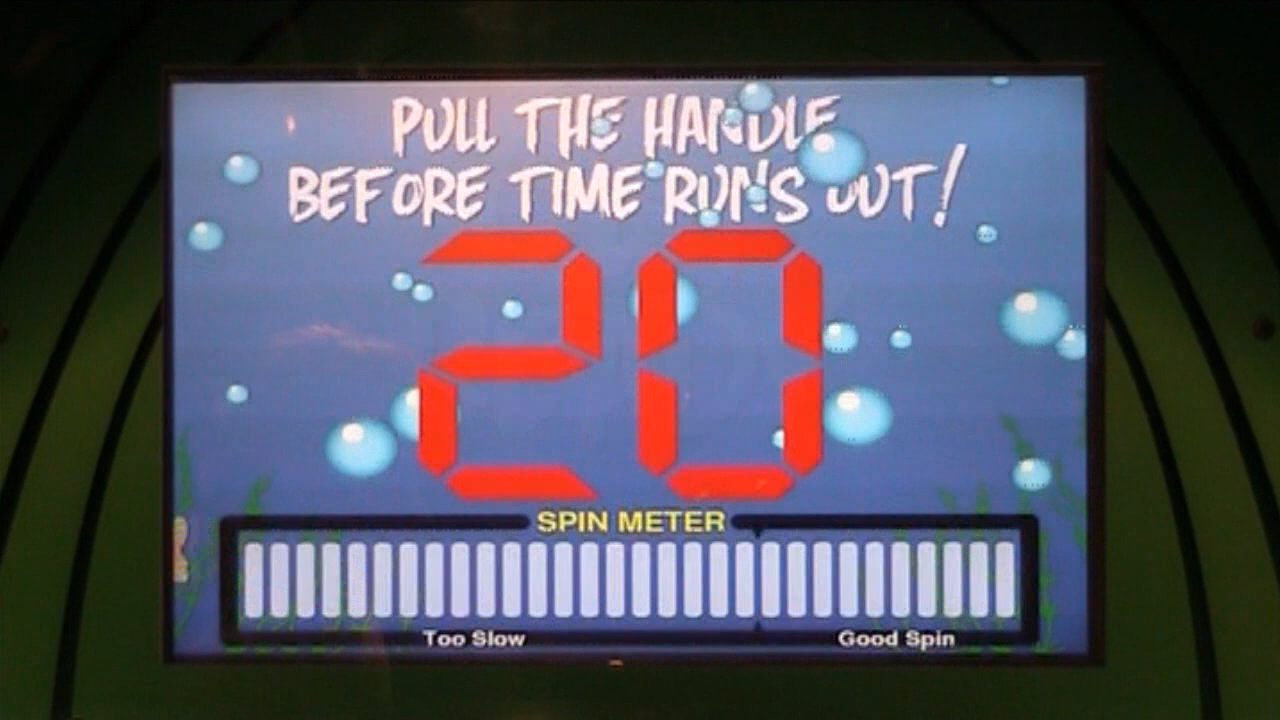 PULL THE HANDLE
BEFORE TIME RUNS OUT!
20
SPIN METER
Too Slow Good Spin